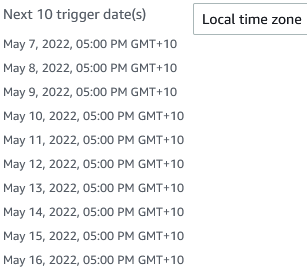 Next 10 trigger date(s)
Local time zone
May 7, 2022, 05:00 PM GMT+10
May 8, 2022, 05:00 PM GMT+10
May 9, 2022, 05:00 PM GMT+10
May 10, 2022, 05:00 PM GMT+10
May 11, 2022, 05:00 PM GMT+10
May 12, 2022, 05:00 PM GMT+10
May 13, 2022, 05:00 PM GMT+10
May 14, 2022, 05:00 PM GMT+10
May 15, 2022, 05:00 PM GMT+10
May 16, 2022, 05:00 PM GMT+10